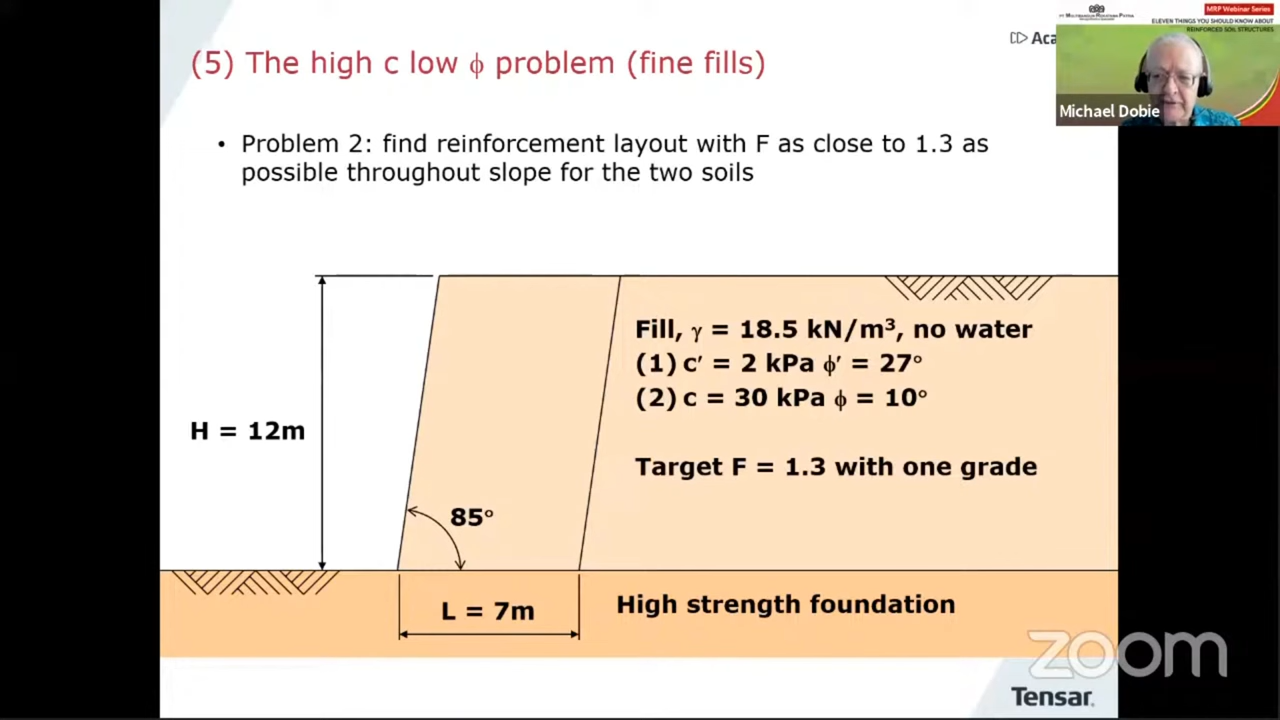 (5) The high c low ϕ problem (fine fills)
Aca
MRP Webinar Series
ELEVEN THINGS YOU SHOULD KNOW ABOUT
REINFORCED SOIL STRUCTURES
Michael Dobie
• Problem 2: find reinforcement layout with F as close to 1.3 as
possible throughout slope for the two soils
Fill, γ = 18.5 kN/m³, no water
(1) c′ = 2 kPa ϕ′ = 27°
(2) c = 30 kPa ϕ = 10°
H = 12m
Target F = 1.3 with one grade
85°
L = 7m
High strength foundation
zoom
Tensar.